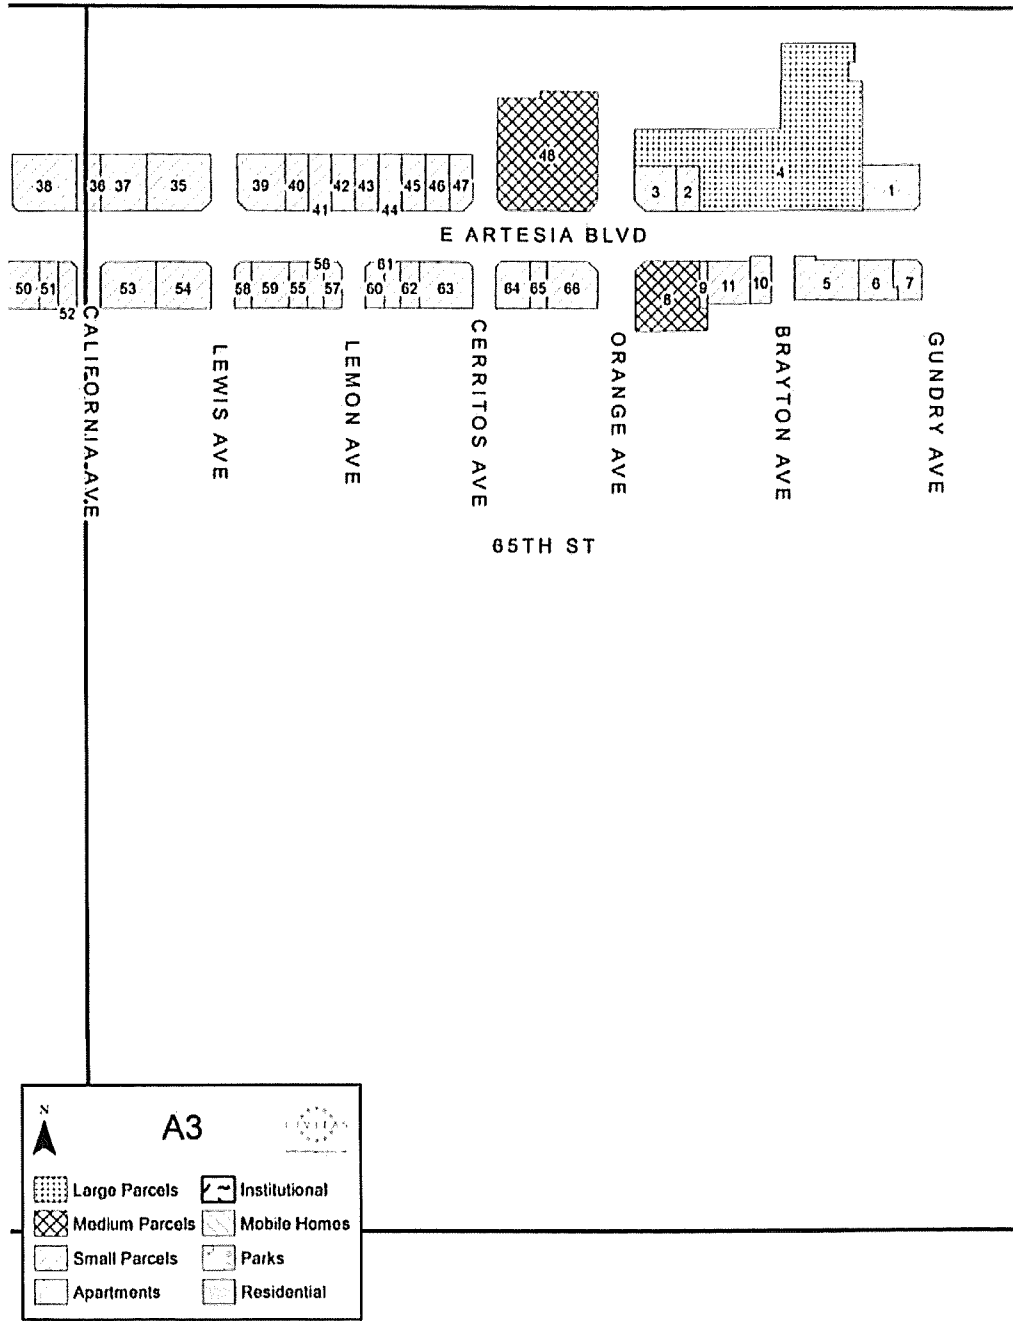 48
4
38 36 37 35 39 40 42 43 45 46 47 3 2 1
41 44
E ARTESIA BLVD
56 61
50 51 53 54 58 59 55 57 60 62 63 64 65 66 8 9 11 10 5 6 7
52
CALIFORNIA AVE
LEWIS AVE
LEMON AVE
CERRITOS AVE
ORANGE AVE
BRAYTON AVE
GUNDRY AVE
65TH ST
N
A3
CIVITAS
Large Parcels
Medium Parcels
Small Parcels
Apartments
Institutional
Mobile Homes
Parks
Residential